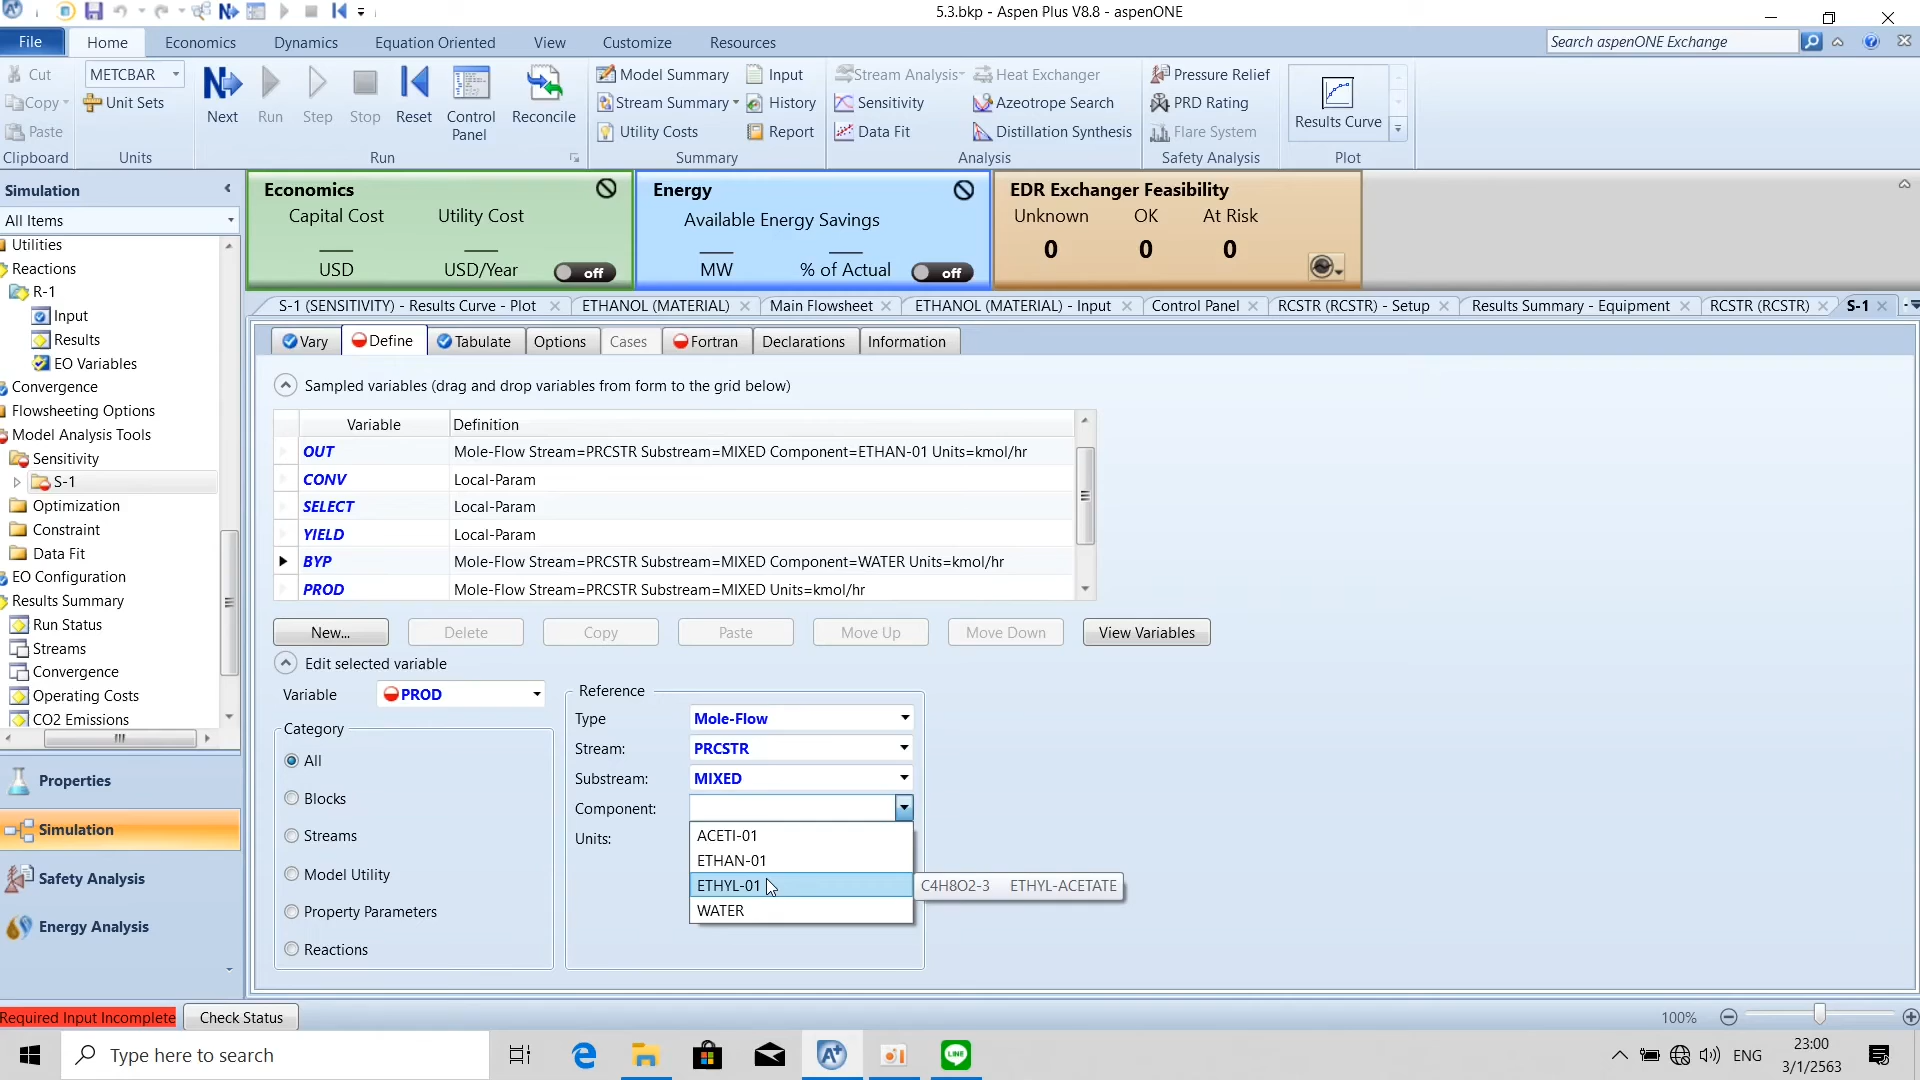 5.3.bkp - Aspen Plus V8.8 - aspenONE
File Home Economics Dynamics Equation Oriented View Customize Resources Search aspenONE Exchange
Cut METCBAR Model Summary Input Stream Analysis Heat Exchanger Pressure Relief
Copy Unit Sets Next Run Step Stop Reset Control Panel Reconcile Stream Summary History Sensitivity Azeotrope Search PRD Rating Results Curve
Paste Utility Costs Report Data Fit Distillation Synthesis Flare System
Clipboard Units Run Summary Analysis Safety Analysis Plot
Simulation
All Items
Utilities
Reactions
R-1
Input
Results
EO Variables
Convergence
Flowsheeting Options
Model Analysis Tools
Sensitivity
S-1
Optimization
Constraint
Data Fit
EO Configuration
Results Summary
Run Status
Streams
Convergence
Operating Costs
CO2 Emissions
Properties
Simulation
Safety Analysis
Energy Analysis
Economics
Capital Cost Utility Cost
USD USD/Year off
Energy
Available Energy Savings
MW % of Actual off
EDR Exchanger Feasibility
Unknown OK At Risk
0 0 0
S-1 (SENSITIVITY) - Results Curve - Plot ETHANOL (MATERIAL) Main Flowsheet ETHANOL (MATERIAL) - Input Control Panel RCSTR (RCSTR) - Setup Results Summary - Equipment RCSTR (RCSTR) S-1
Vary Define Tabulate Options Cases Fortran Declarations Information
Sampled variables (drag and drop variables from form to the grid below)
Variable Definition
OUT Mole-Flow Stream=PRCSTR Substream=MIXED Component=ETHAN-01 Units=kmol/hr
CONV Local-Param
SELECT Local-Param
YIELD Local-Param
BYP Mole-Flow Stream=PRCSTR Substream=MIXED Component=WATER Units=kmol/hr
PROD Mole-Flow Stream=PRCSTR Substream=MIXED Units=kmol/hr
New... Delete Copy Paste Move Up Move Down View Variables
Edit selected variable
Variable PROD
Category
All
Blocks
Streams
Model Utility
Property Parameters
Reactions
Reference
Type Mole-Flow
Stream: PRCSTR
Substream: MIXED
Component:
Units:
ACETI-01
ETHAN-01
ETHYL-01 C4H8O2-3 ETHYL-ACETATE
WATER
Required Input Incomplete Check Status 100%
Type here to search ENG 23:00
3/1/2563